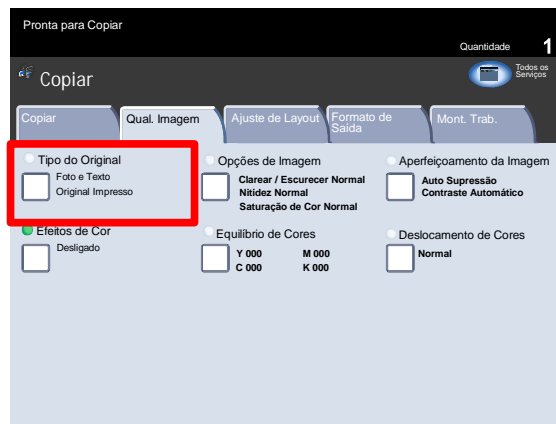 Pronta para Copiar
Quantidade 1
Copiar
Todos os
Serviços
Copiar
Qual. Imagem
Ajuste de Layout
Formato de
Saída
Mont. Trab.
Tipo do Original
Foto e Texto
Original Impresso
Opções de Imagem
Clarear / Escurecer Normal
Nitidez Normal
Saturação de Cor Normal
Aperfeiçoamento da Imagem
Auto Supressão
Contraste Automático
Efeitos de Cor
Desligado
Equilíbrio de Cores
Y 000 M 000
C 000 K 000
Deslocamento de Cores
Normal